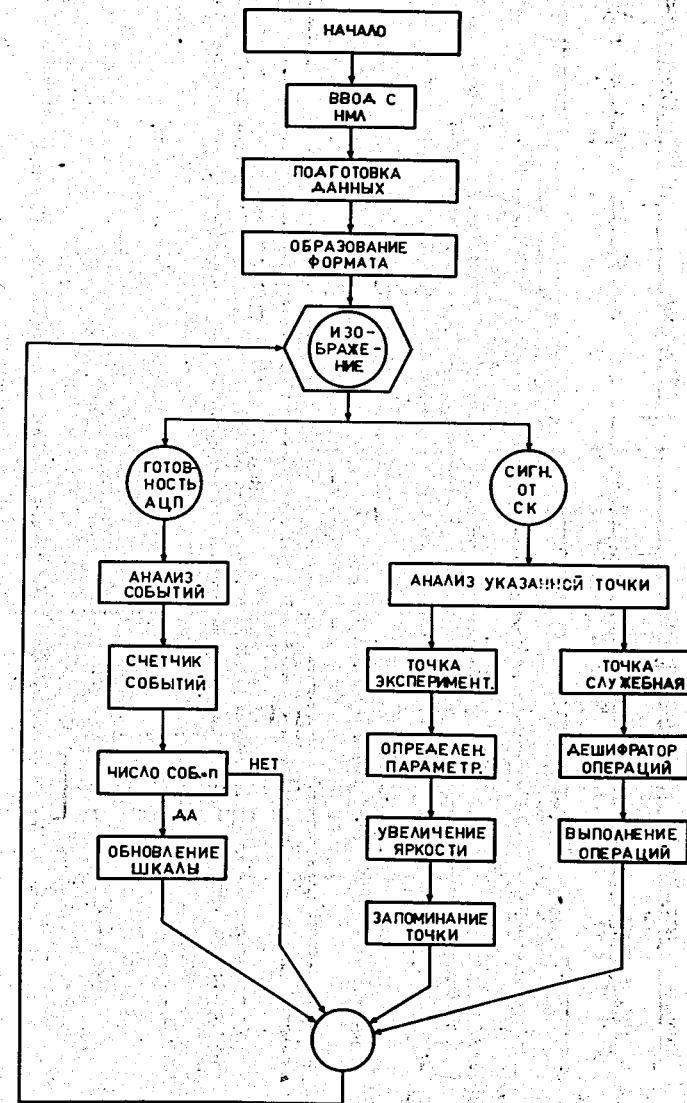 НАЧАЛО
ВВОД С
НМЛ
ПОДГОТОВКА
ДАННЫХ
ОБРАЗОВАНИЕ
ФОРМАТА
ИЗО-
БРАЖЕ-
НИЕ
ГОТОВ-
НОСТЬ
АЦП
СИГН.
ОТ
СК
АНАЛИЗ
СОБЫТИЙ
АНАЛИЗ УКАЗАННОЙ ТОЧКИ
СЧЕТЧИК
СОБЫТИЙ
ТОЧКА
ЭКСПЕРИМЕНТ.
ТОЧКА
СЛУЖЕБНАЯ
ЧИСЛО СОБ.=П
НЕТ
ДА
ОПРЕДЕЛЕН.
ПАРАМЕТР.
ДЕШИФРАТОР
ОПЕРАЦИЙ
ОБНОВЛЕНИЕ
ШКАЛЫ
УВЕЛИЧЕНИЕ
ЯРКОСТИ
ВЫПОЛНЕНИЕ
ОПЕРАЦИЙ
ЗАПОМИНАНИЕ
ТОЧКИ